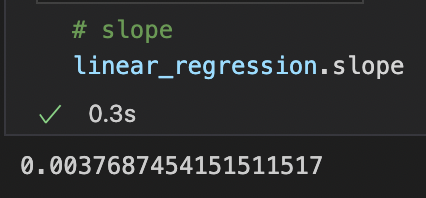 # slope
linear_regression.slope
✓ 0.3s
0.0037687454151511517